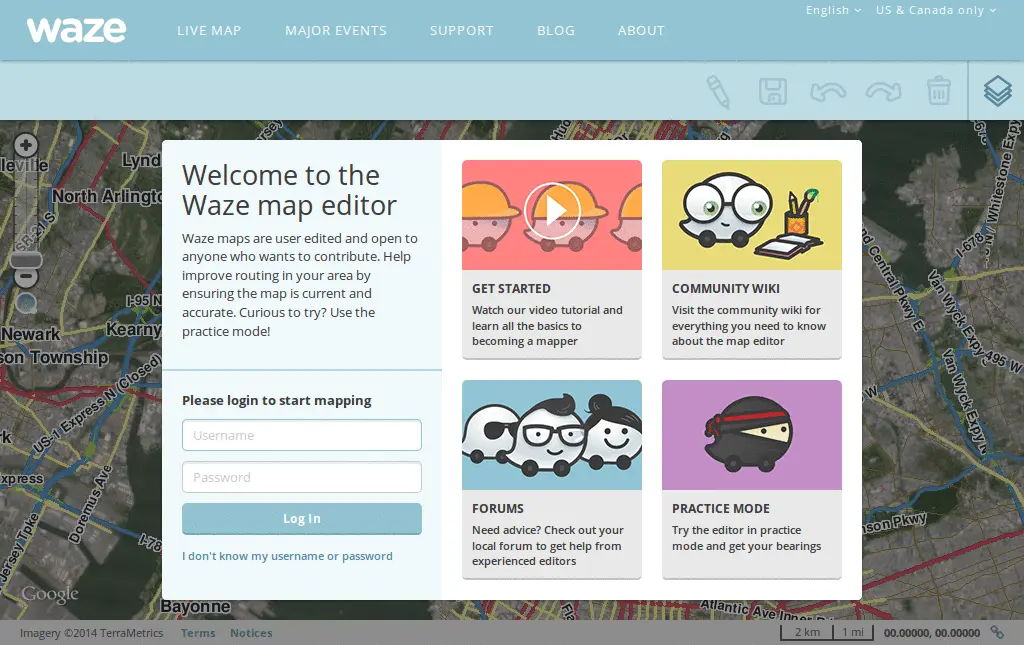 English
US & Canada only
waze
LIVE MAP
MAJOR EVENTS
SUPPORT
BLOG
ABOUT
Welcome to the
Waze map editor
Waze maps are user edited and open to
anyone who wants to contribute. Help
improve routing in your area by
ensuring the map is current and
accurate. Curious to try? Use the
practice mode!
Please login to start mapping
Username
Password
Log In
I don't know my username or password
GET STARTED
Watch our video tutorial and
learn all the basics to
becoming a mapper
COMMUNITY WIKI
Visit the community wiki for
everything you need to know
about the map editor
FORUMS
Need advice? Check out your
local forum to get help from
experienced editors
PRACTICE MODE
Try the editor in practice
mode and get your bearings
North Arlingto
I-95 N
Newark
Kearny
son Township
US-1 Express N (Closed)
xpress
Doremus Ave
Jersey Tpke
I-78
Bayonne
I-678
Whitestone Exp
nd Central Pkwy E
Van Wyck Expy
I-495 W
Van Wyck Expy N
son Pkwy
Atlantic Ave
Google
Imagery ©2014 TerraMetrics
Terms
Notices
2 km
1 mi
00.00000, 00.00000